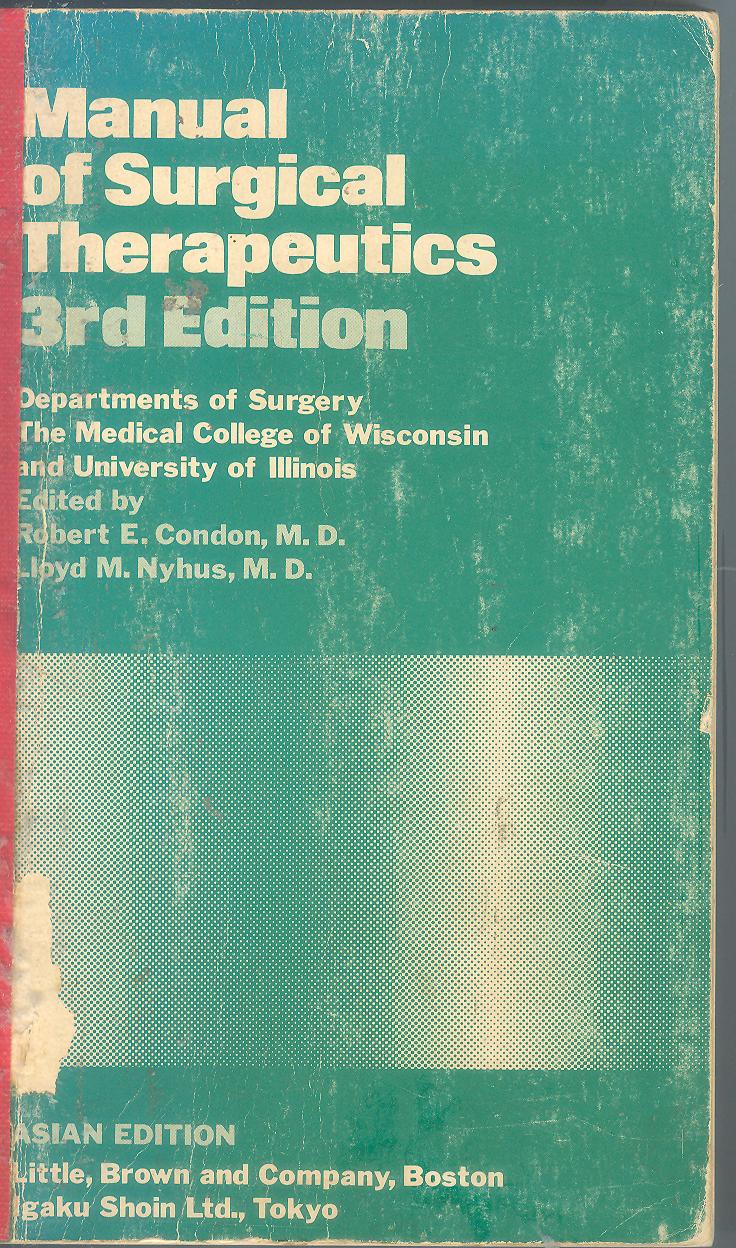 Manual
of Surgical
Therapeutics
3rd Edition
Departments of Surgery
The Medical College of Wisconsin
and University of Illinois
Edited by
Robert E. Condon, M. D.
Lloyd M. Nyhus, M. D.
ASIAN EDITION
Little, Brown and Company, Boston
Igaku Shoin Ltd., Tokyo